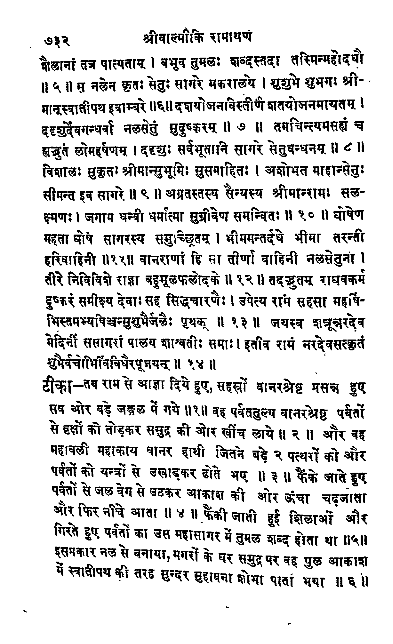 ७३२ श्रीवाल्मीकि रामायणं
शैलानां तत्र पात्यताम् । बभुव तुमलः शब्दस्तदा तस्मिन्महोदधौ
॥५॥ स नलेन कृतः सेतुः सागरे मकरालये । शुशुभे शुभगः श्री-
मान्स्वातीपथ इवाम्बरे ॥६॥ दशयोजनविस्तीर्णं शतयोजनमायतम् ।
ददृशुर्देवगन्धर्वा नलसेतुं सुदुष्करम् ॥ ७ ॥ तमचिन्त्यमसह्यं च
ह्यद्भुतं लोमहर्षणम् । ददृशुः सर्वभूतानि सागरे सेतुबन्धनम् ॥ ८ ॥
विशालः सुकृतः श्रीमान्सुभूमिः सुसमाहितः । अशोभत महान्सेतुः
सीमन्त इव सागरे ॥ ९ ॥ अग्रतस्तस्य सैन्यस्य श्रीमान्रामः सल-
क्ष्मणः । जगाम धन्वी धर्मात्मा सुग्रीवेण समन्वितः ॥ १० ॥ घोषेण
महता घोषं सागरस्य समुच्छ्रितम् । भीममन्तर्दधे भीमा तरन्ती
हरिवाहिनी ॥११॥ वानराणां हि सा तीर्णा वाहिनी नलसेतुना ।
तीरे निविविशे राज्ञा बहुमूलफलोदके ॥ १२ ॥ तदद्भुतं राघवकर्म
दुष्करं समीक्ष्य देवाः सह सिद्धचारणैः । उपेत्य रामं सहसा महर्षि-
भिस्तमभ्यषिञ्चन्सुशुभैर्जलैः पृथक् ॥ १३ ॥ जयस्व शत्रून्नरदेव
मेदिनीं ससागरां पालय शाश्वतीः समाः । इतीव रामं नरदेवसत्कृतं
शुभैर्वचोभिर्विविधैरपूजयन् ॥ १४ ॥
टीका—तब राम से आज्ञा दिये हुए, सहस्रों वानरश्रेष्ठ प्रसन्न हुए
सब ओर बड़े जङ्गल में गये ॥१॥ वह पर्वततुल्य वानरश्रेष्ठ पर्वतों
से वृक्षों को तोड़कर समुद्र की ओर खींच लाये ॥ २ ॥ और वह
महाबली महाकाय वानर हाथी जितने बड़े २ पत्थरों को और
पर्वतों को यन्त्रों से उखाड़कर ढोते भए ॥ ३ ॥ फैंके जाते हुए
पर्वतों से जल वेग से उठकर आकाश की ओर ऊंचा चढ़जाता
और फिर नीचे आता ॥ ४ ॥ फैंकी जाती हुई शिलाओं और
गिरते हुए पर्वतों का उस महासागर में तुमल शब्द होता था ॥५॥
इसमकार नल से बनाया, मगरों के घर समुद्र पर वह पुल आकाश
में स्वातीपथ की तरह सुन्दर सुहावना शोभा पाता भया ॥ ६ ॥